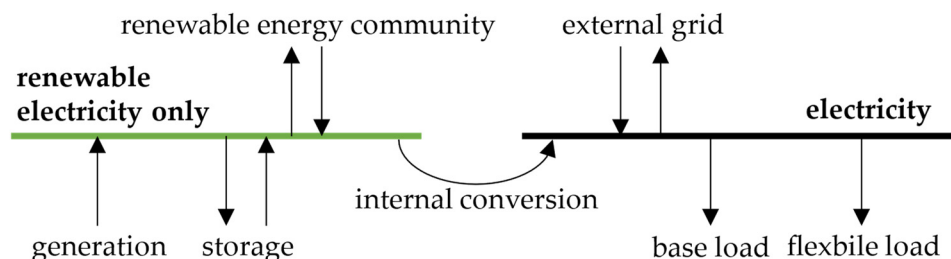 renewable energy community
external grid
renewable
electricity only
electricity
internal conversion
generation
storage
base load
flexbile load